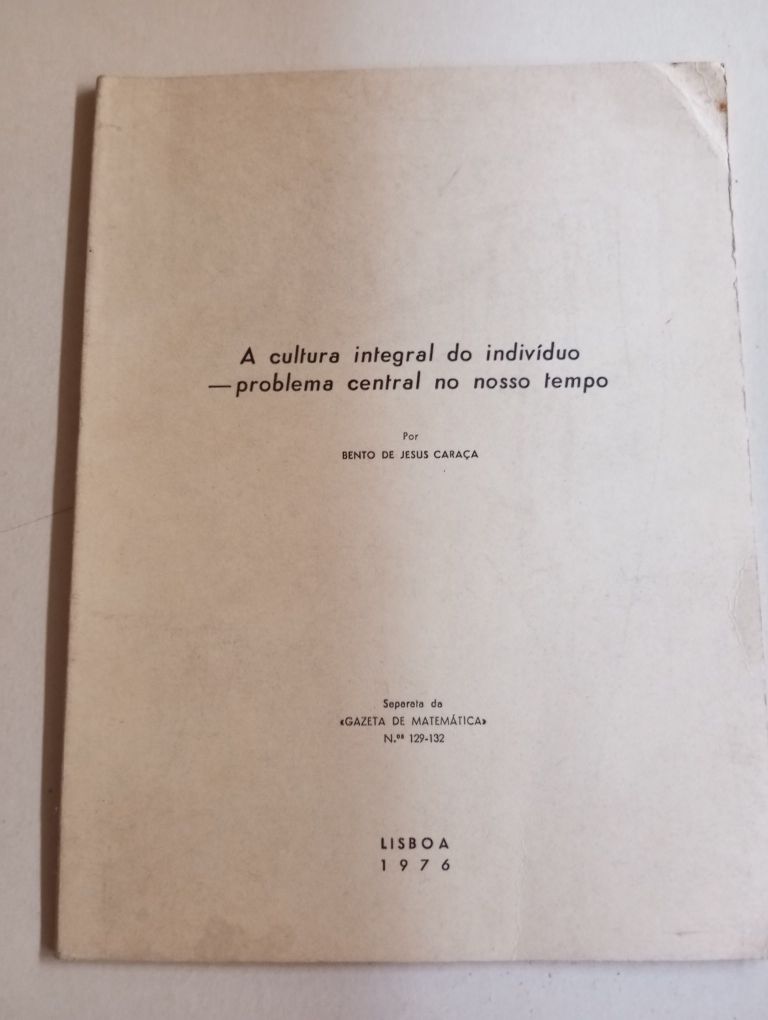 A cultura integral do indivíduo
—problema central no nosso tempo
Por
BENTO DE JESUS CARAÇA
Separata da
«GAZETA DE MATEMÁTICA»
N.ᵒˢ 129-132
LISBOA
1976